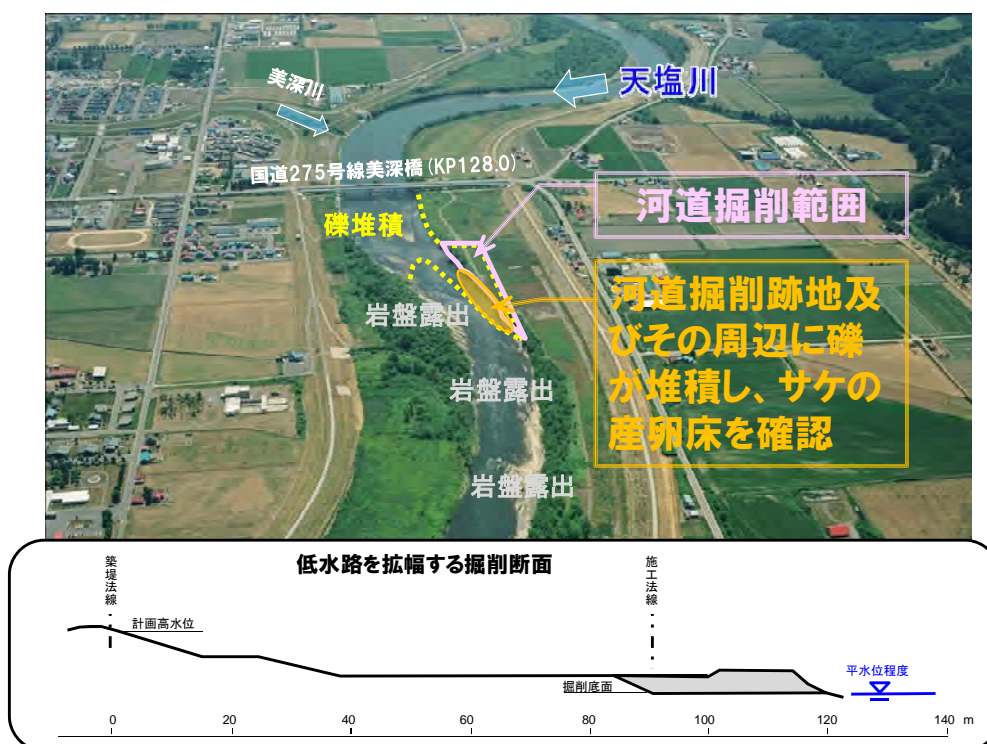 美深川
天塩川
国道275号線美深橋(KP128.0)
礫堆積
河道掘削範囲
岩盤露出
河道掘削跡地及
びその周辺に礫
が堆積し、サケの
産卵床を確認
岩盤露出
岩盤露出
低水路を拡幅する掘削断面
築堤法線
施工法線
計画高水位
平水位程度
掘削底面
0 20 40 60 80 100 120 140 m